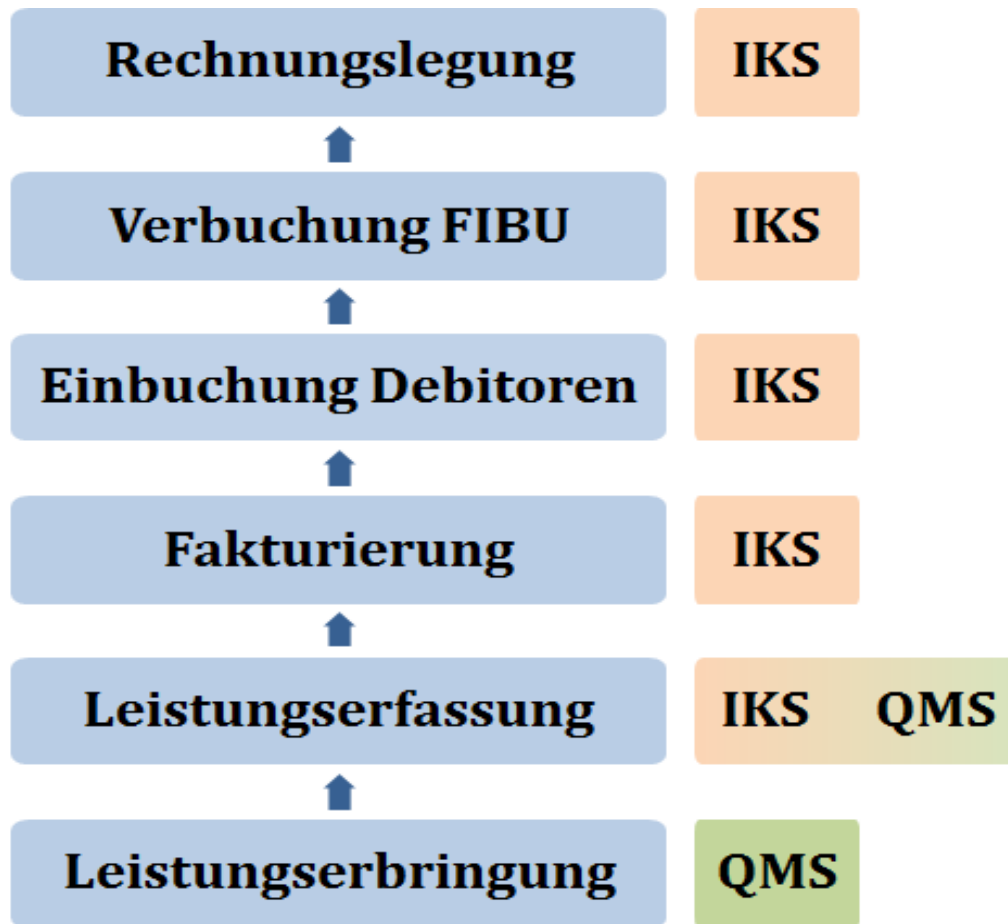 Rechnungslegung IKS
Verbuchung FIBU IKS
Einbuchung Debitoren IKS
Fakturierung IKS
Leistungserfassung IKS QMS
Leistungserbringung QMS